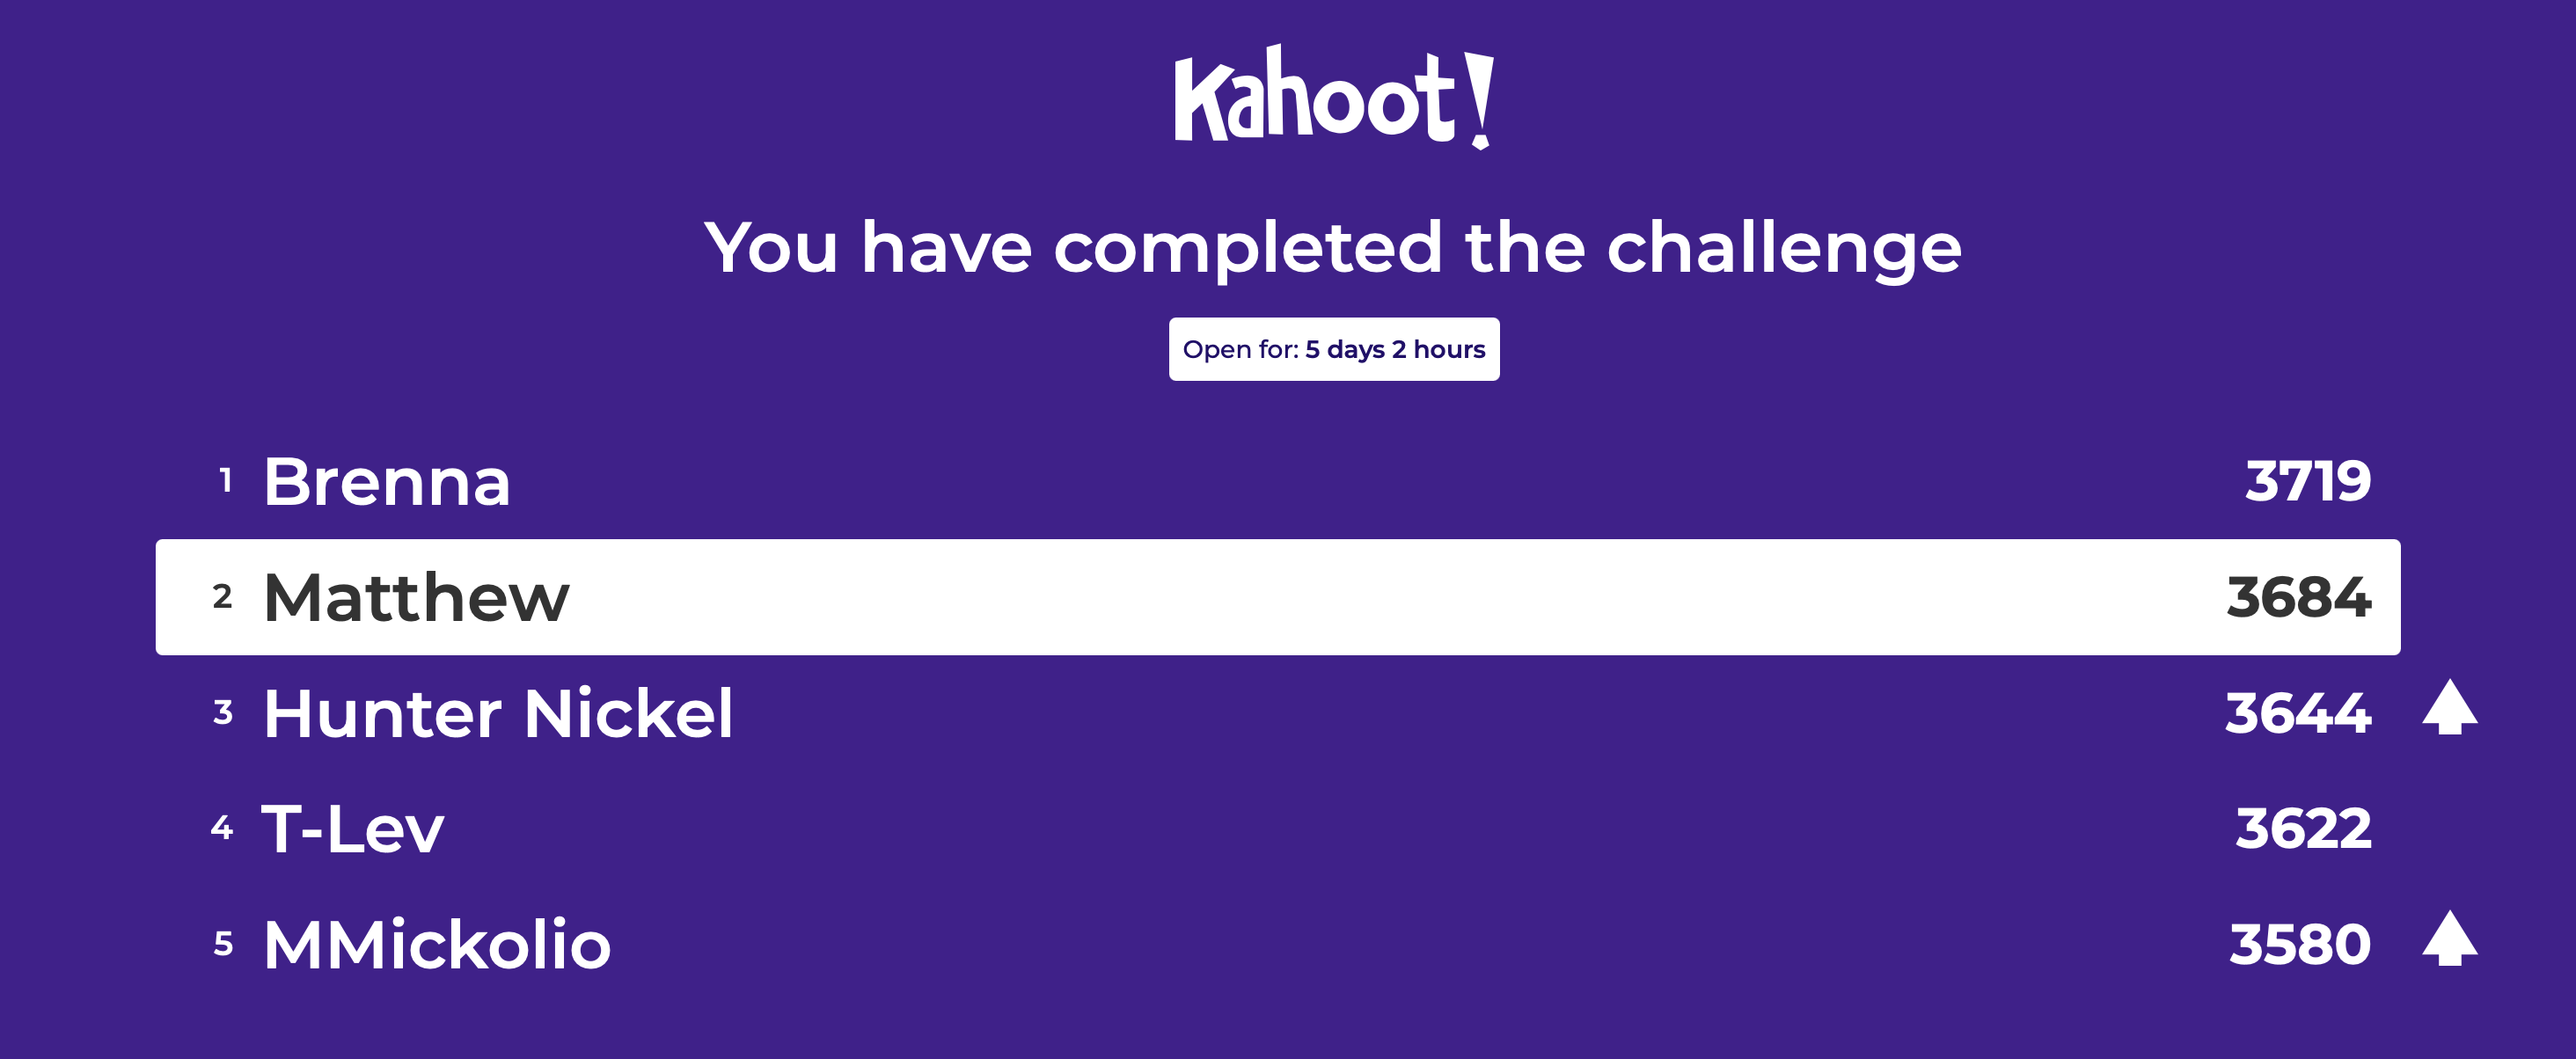 Kahoot!
You have completed the challenge
Open for: 5 days 2 hours
1 Brenna 3719
2 Matthew 3684
3 Hunter Nickel 3644
4 T-Lev 3622
5 MMickolio 3580